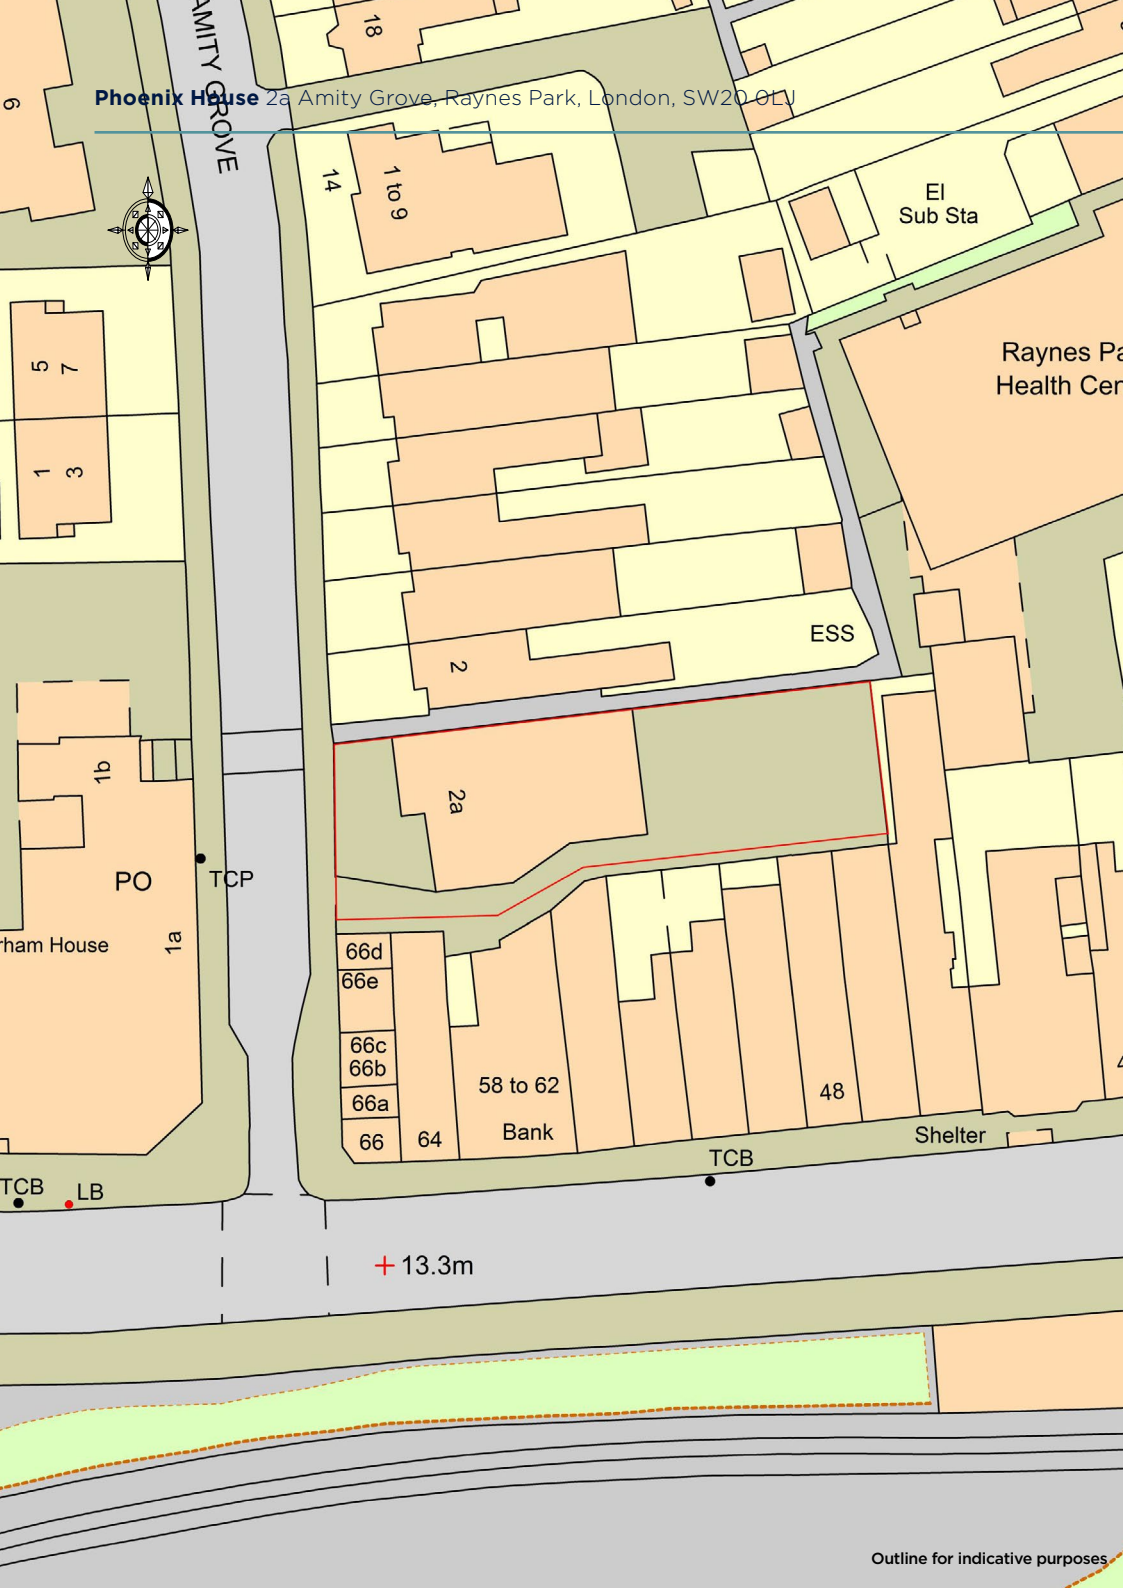 18
AMITY GROVE
Phoenix House 2a Amity Grove, Raynes Park, London, SW20 0LJ
9
14
1 to 9
El
Sub Sta
Raynes Pa
Health Cen
5
7
1
3
ESS
2
1b
2a
PO
TCP
1a
rham House
66d
66e
66c
66b
66a
66
64
58 to 62
Bank
48
4
Shelter
TCB
TCB
LB
13.3m
Outline for indicative purposes